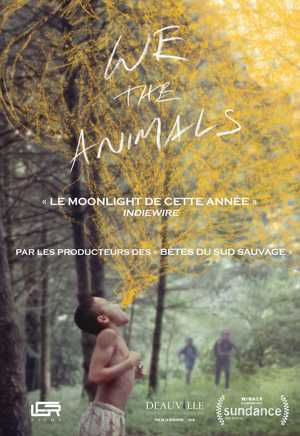 WE
THE
ANIMALS
« LE MOONLIGHT DE CETTE ANNÉE »
INDIEWIRE
PAR LES PRODUCTEURS DES « BÊTES DU SUD SAUVAGE »
DEAUVILLE
WINNER
sundance